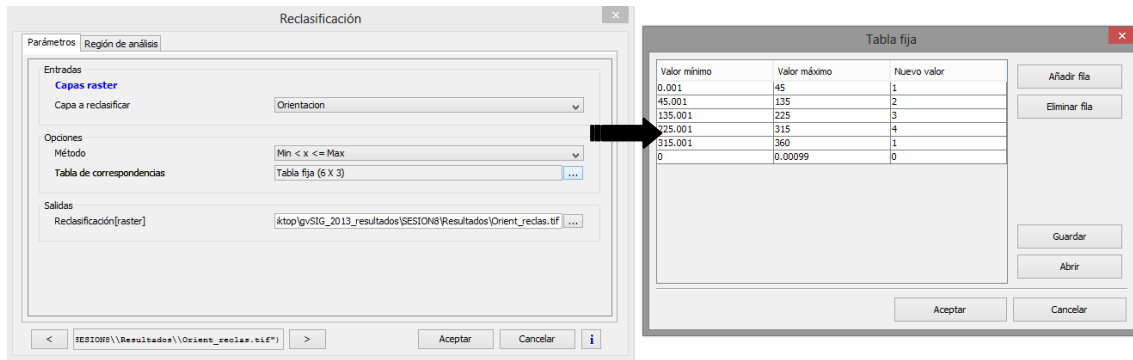 Reclasificación
Parámetros Región de análisis
Entradas
Capas raster
Capa a reclasificar Orientacion
Opciones
Método Min < x <= Max
Tabla de correspondencias Tabla fija (6 X 3) ...
Salidas
Reclasificación[raster] sktop\gvSIG_2013_resultados\SESION8\Resultados\Orient_reclas.tif ...
< SESION8\\Resultados\\Orient_reclas.tif") > Aceptar Cancelar i
Tabla fija
Valor mínimo Valor máximo Nuevo valor
0.001 45 1
45.001 135 2
135.001 225 3
225.001 315 4
315.001 360 1
0 0.00099 0
Añadir fila
Eliminar fila
Guardar
Abrir
Aceptar Cancelar